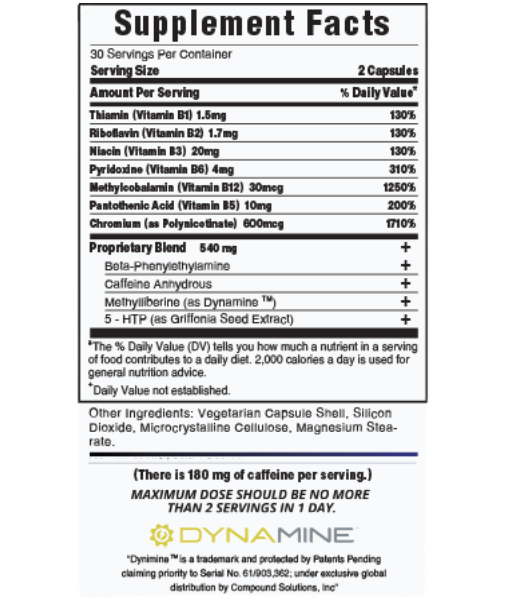 Supplement Facts
30 Servings Per Container
Serving Size 2 Capsules
Amount Per Serving % Daily Value*
Thiamin (Vitamin B1) 1.5mg 130%
Riboflavin (Vitamin B2) 1.7mg 130%
Niacin (Vitamin B3) 20mg 130%
Pyridoxine (Vitamin B6) 4mg 310%
Methylcobalamin (Vitamin B12) 30mcg 1250%
Pantothenic Acid (Vitamin B5) 10mg 200%
Chromium (as Polynicotinate) 600mcg 1710%
Proprietary Blend 540 mg +
Beta-Phenylethylamine +
Caffeine Anhydrous +
Methylliberine (as Dynamine ™) +
5 - HTP (as Griffonia Seed Extract) +
*The % Daily Value (DV) tells you how much a nutrient in a serving
of food contributes to a daily diet. 2,000 calories a day is used for
general nutrition advice.
+Daily Value not established.
Other Ingredients: Vegetarian Capsule Shell, Silicon
Dioxide, Microcrystalline Cellulose, Magnesium Stea-
rate.
(There is 180 mg of caffeine per serving.)
MAXIMUM DOSE SHOULD BE NO MORE
THAN 2 SERVINGS IN 1 DAY.
DYNAMINE
"Dynimine™ is a trademark and protected by Patents Pending
claiming priority to Serial No. 61/903,362; under exclusive global
distribution by Compound Solutions, Inc"